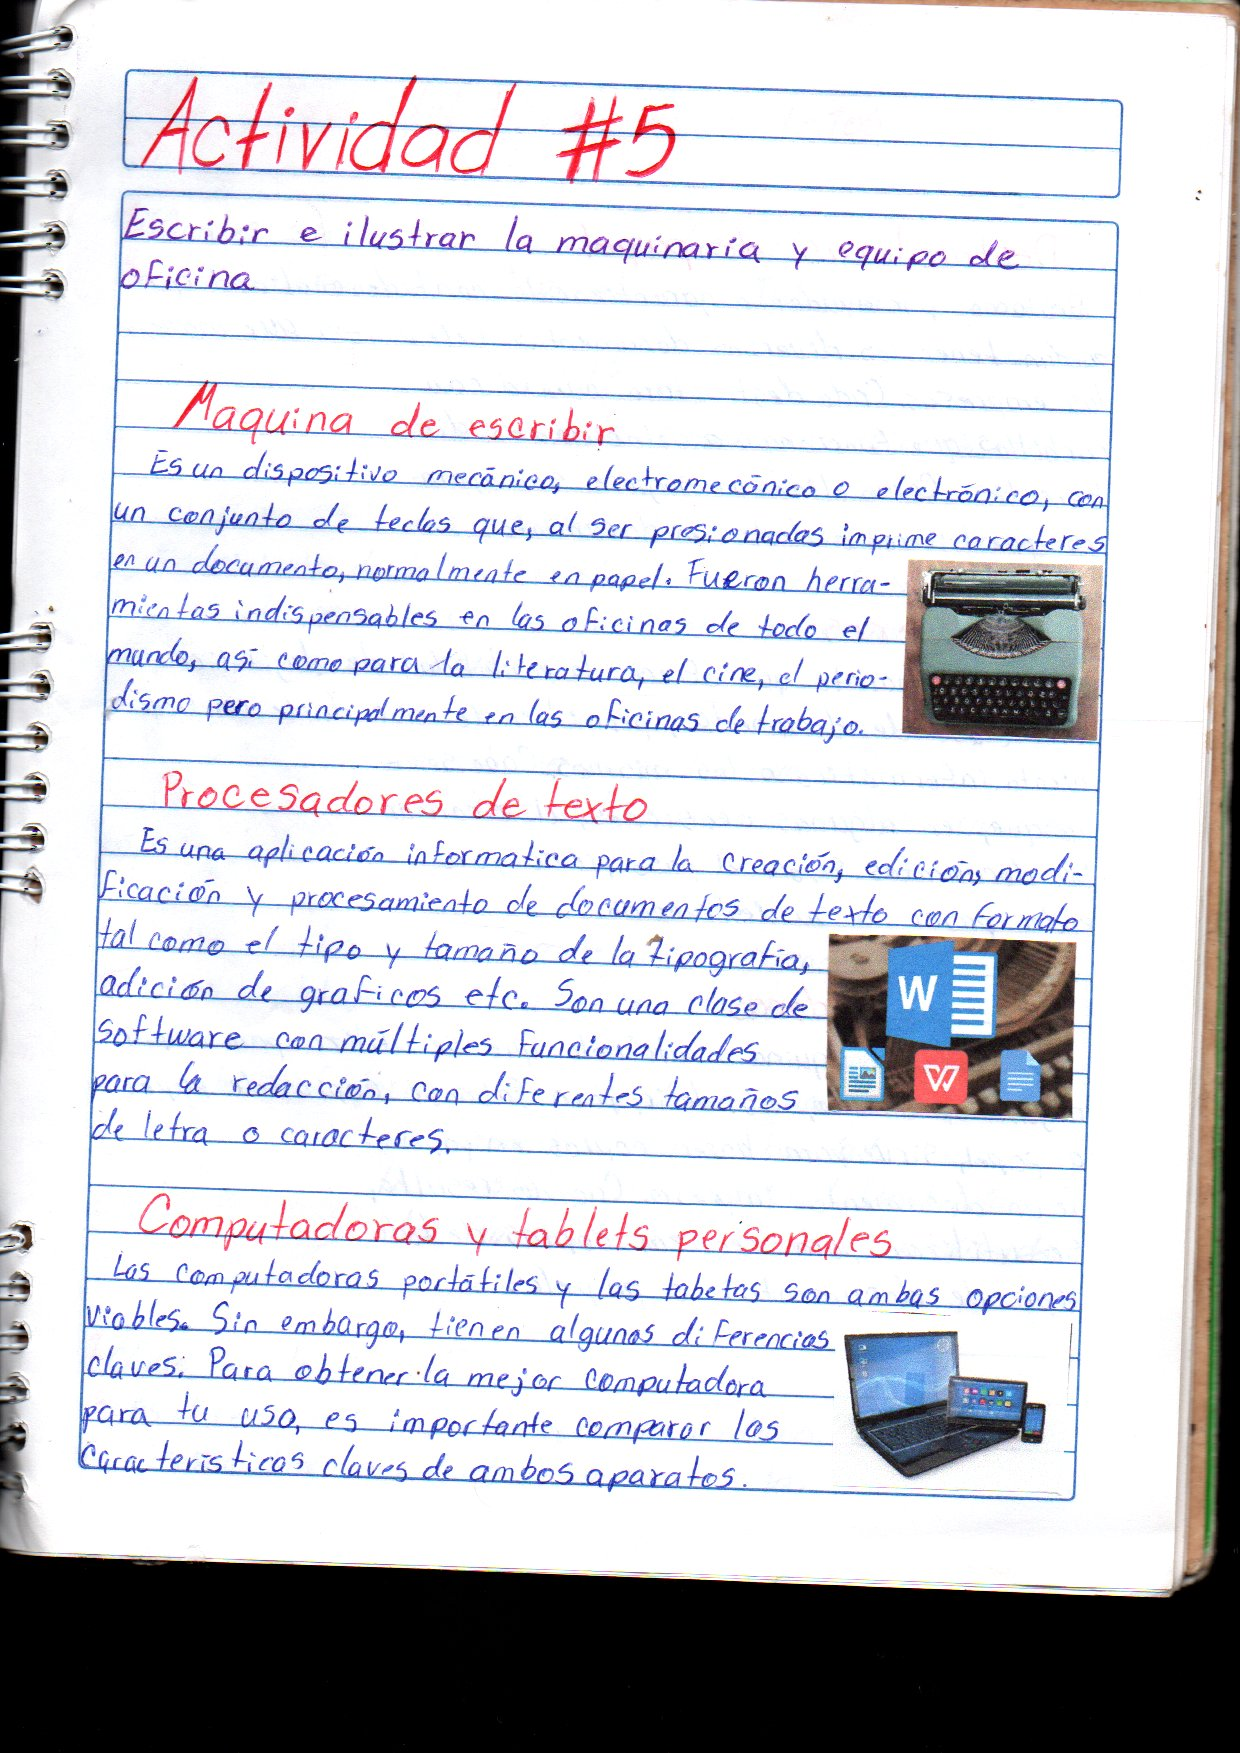 Actividad #5
Escribir e ilustrar la maquinaria y equipo de
oficina
Maquina de escribir
Es un dispositivo mecánico, electromecánico o electrónico, con
un conjunto de teclas que, al ser presionadas imprime caracteres
en un documento, normalmente en papel. Fueron herra-
mientas indispensables en las oficinas de todo el
mundo, así como para la literatura, el cine, el perio-
dismo pero principalmente en las oficinas de trabajo.
Procesadores de texto
Es una aplicación informatica para la creación, edición, modi-
ficación y procesamiento de documentos de texto con formato
tal como el tipo y tamaño de la tipografía,
adición de graficos etc. Son una clase de
software con múltiples funcionalidades
para la redacción, con diferentes tamaños
de letra o caracteres.
W
Computadoras y tablets personales
Las computadoras portátiles y las tabetas son ambas opciones
viables. Sin embargo, tienen algunas diferencias
claves. Para obtener la mejor computadora
para tu uso, es importante comparar las
características claves de ambos aparatos.